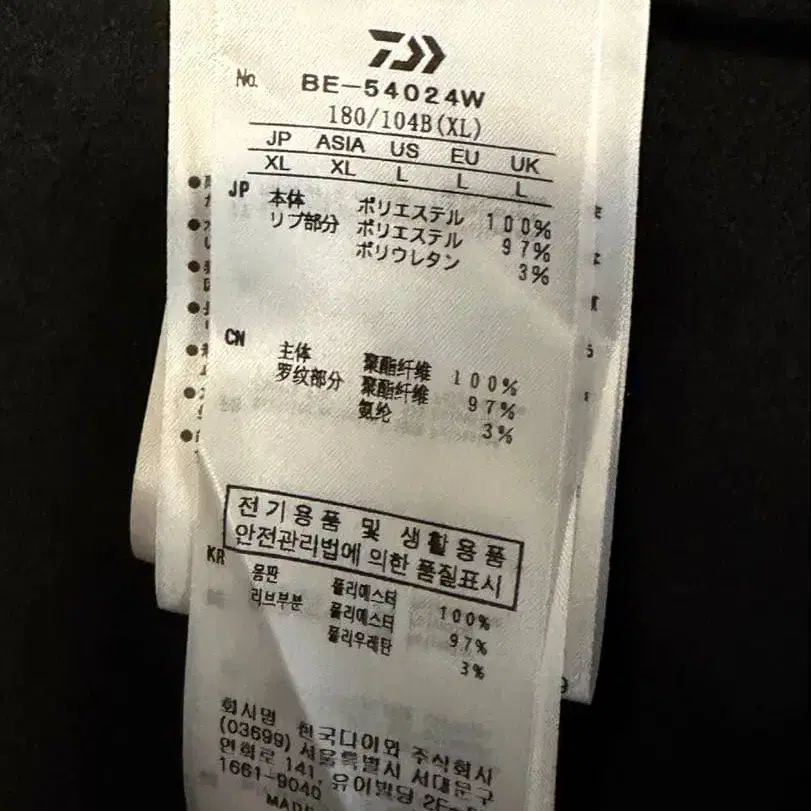 No. BE-54024W
180/104B(XL)
JP ASIA US EU UK
XL XL L L L
JP 本体 ポリエステル 100%
リブ部分 ポリエステル 97%
ポリウレタン 3%
CN 主体 聚酯纤维 100%
罗纹部分 聚酯纤维 97%
氨纶 3%
전기용품 및 생활용품
안전관리법에 의한 품질표시
KR 몸판 폴리에스터 100%
리브부분 폴리에스터 97%
폴리우레탄 3%
회사명 한국다이와 주식회사
(03699) 서울특별시 서대문구
연희로 141, 유어빌딩 2F
1661-9040
MADE